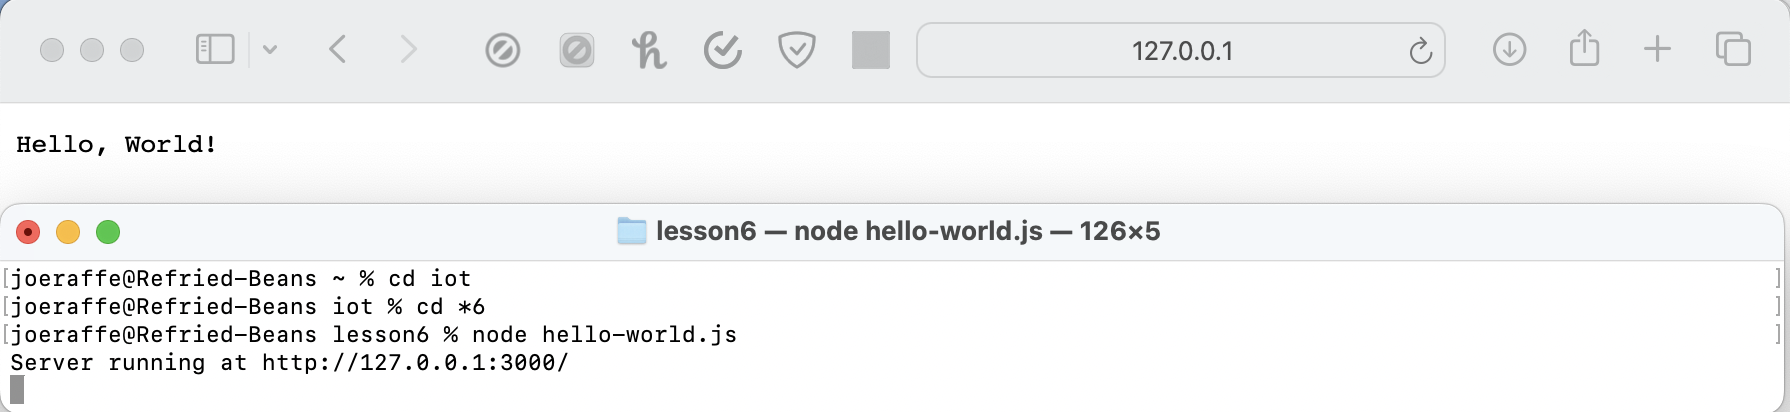 127.0.0.1
Hello, World!
lesson6 — node hello-world.js — 126×5
[joeraffe@Refried-Beans ~ % cd iot ]
[joeraffe@Refried-Beans iot % cd *6 ]
[joeraffe@Refried-Beans lesson6 % node hello-world.js ]
Server running at http://127.0.0.1:3000/